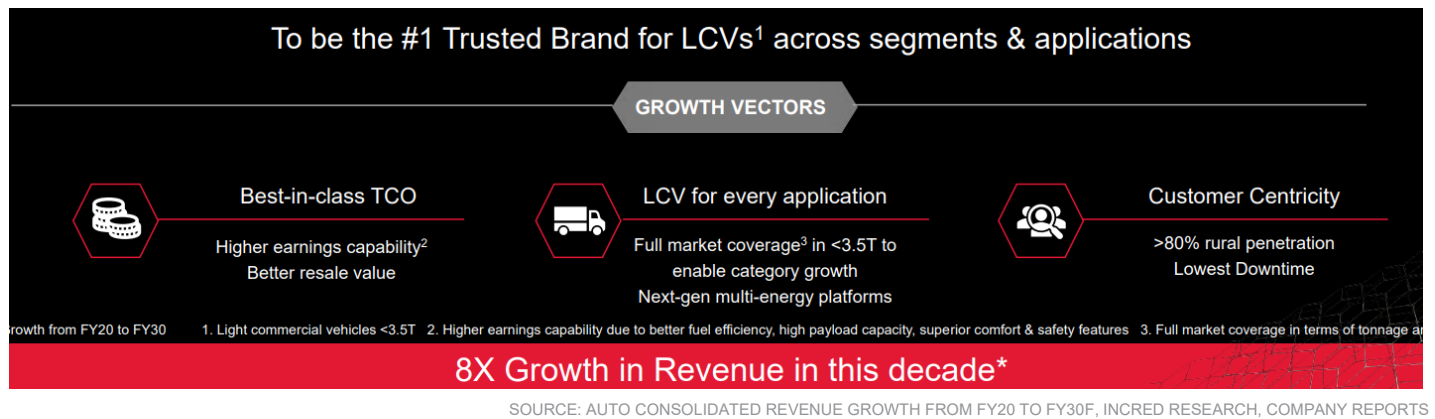 To be the #1 Trusted Brand for LCVs¹ across segments & applications
GROWTH VECTORS
Best-in-class TCO
Higher earnings capability²
Better resale value
LCV for every application
Full market coverage³ in <3.5T to
enable category growth
Next-gen multi-energy platforms
Customer Centricity
>80% rural penetration
Lowest Downtime
from FY20 to FY30 1. Light commercial vehicles <3.5T 2. Higher earnings capability due to better fuel efficiency, high payload capacity, superior comfort & safety features 3. Full market coverage in terms of tonnage
8X Growth in Revenue in this decade*
SOURCE: AUTO CONSOLIDATED REVENUE GROWTH FROM FY20 TO FY30F, INCRED RESEARCH, COMPANY REPORTS